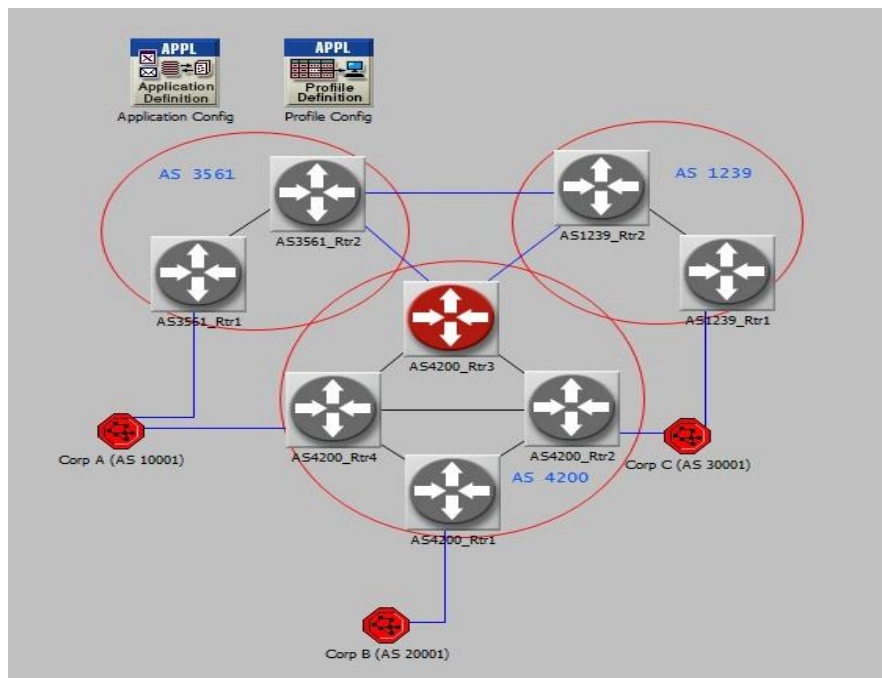 APPL
Application
Definition
Application Config
APPL
Profiile
Definition
Profile Config
AS 3561
AS 1239
AS3561_Rtr2
AS1239_Rtr2
AS3561_Rtr1
AS1239_Rtr1
AS4200_Rtr3
AS4200_Rtr4
AS4200_Rtr2
Corp A (AS 10001)
Corp C (AS 30001)
AS 4200
AS4200_Rtr1
Corp B (AS 20001)